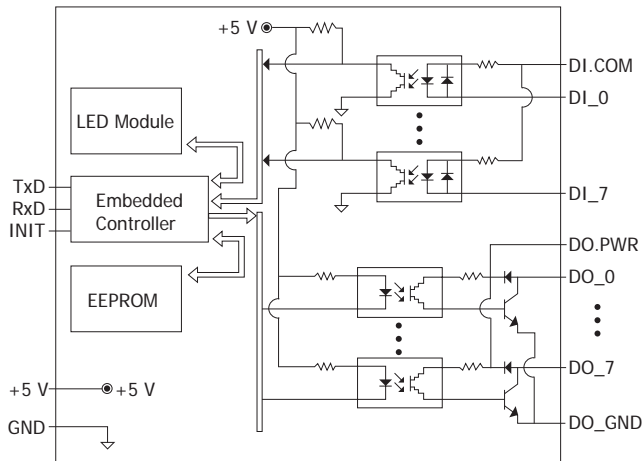 +5 V
DI.COM
DI_0
LED Module
TxD
RxD
INIT
Embedded
Controller
DI_7
DO.PWR
DO_0
EEPROM
DO_7
+5 V
+5 V
GND
DO_GND